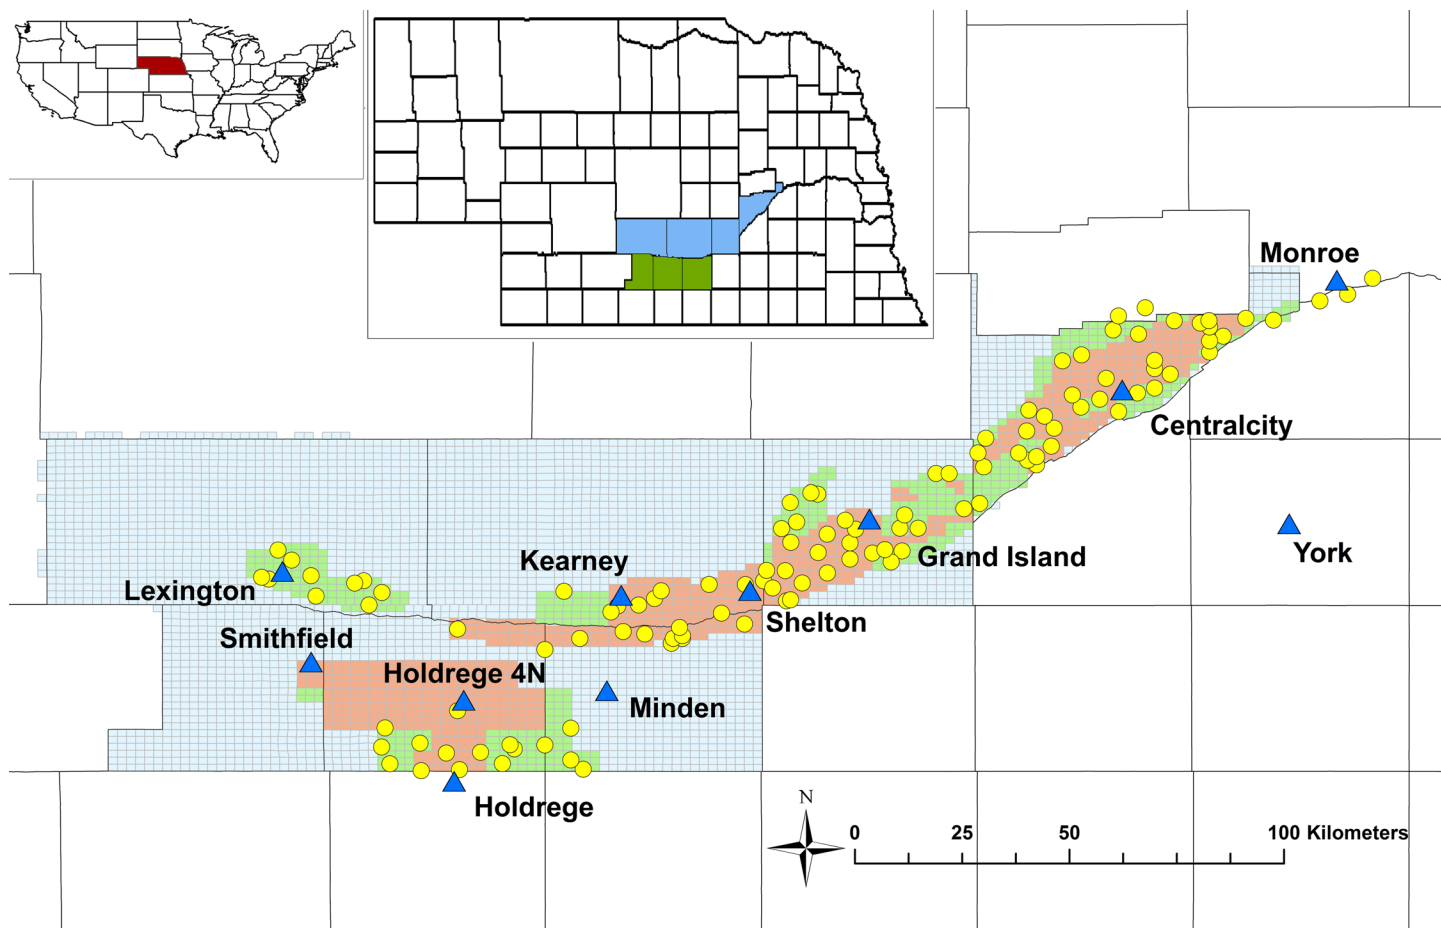 Monroe
Centralcity
York
Grand Island
Kearney
Lexington
Shelton
Smithfield
Holdrege 4N
Minden
Holdrege
N
0 25 50 100 Kilometers